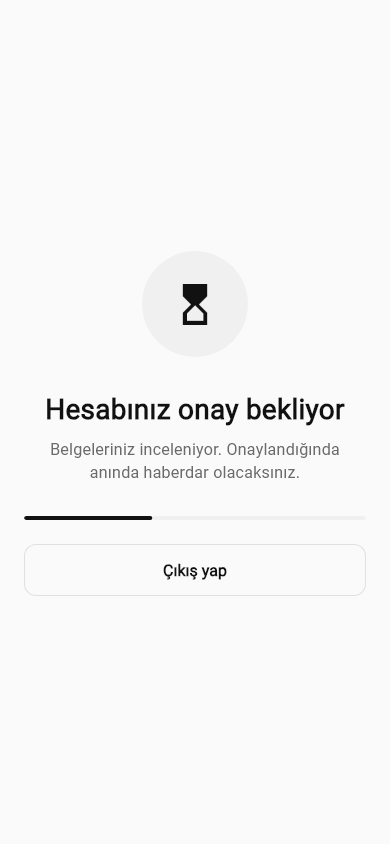 Hesabınız onay bekliyor
Belgeleriniz inceleniyor. Onaylandığında
anında haberdar olacaksınız.
Çıkış yap